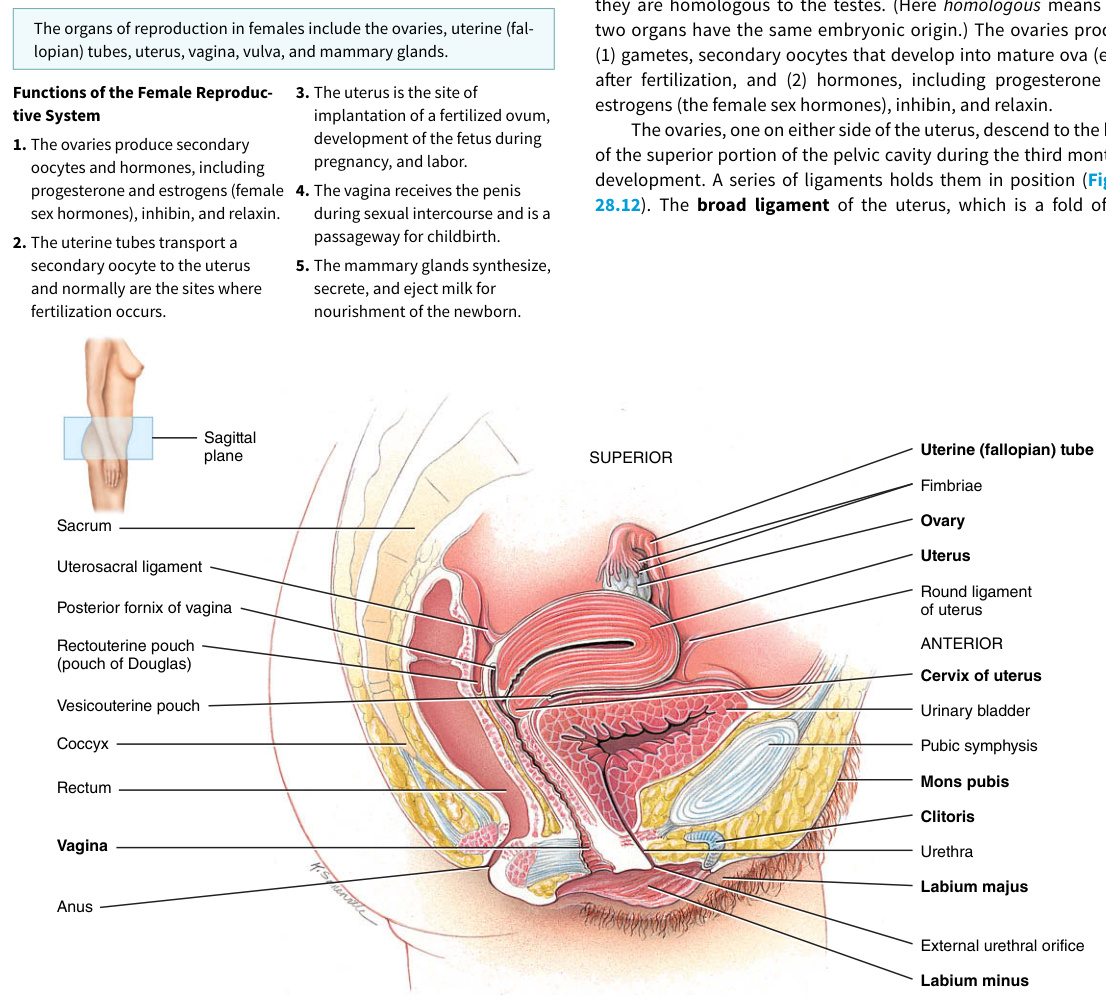 The organs of reproduction in females include the ovaries, uterine (fal-
lopian) tubes, uterus, vagina, vulva, and mammary glands.
Functions of the Female Reproduc-
tive System
1. The ovaries produce secondary
oocytes and hormones, including
progesterone and estrogens (female
sex hormones), inhibin, and relaxin.
2. The uterine tubes transport a
secondary oocyte to the uterus
and normally are the sites where
fertilization occurs.
3. The uterus is the site of
implantation of a fertilized ovum,
development of the fetus during
pregnancy, and labor.
4. The vagina receives the penis
during sexual intercourse and is a
passageway for childbirth.
5. The mammary glands synthesize,
secrete, and eject milk for
nourishment of the newborn.
they are homologous to the testes. (Here homologous means
two organs have the same embryonic origin.) The ovaries
(1) gametes, secondary oocytes that develop into mature ova
after fertilization, and (2) hormones, including progesterone
estrogens (the female sex hormones), inhibin, and relaxin.
The ovaries, one on either side of the uterus, descend to the
of the superior portion of the pelvic cavity during the third
development. A series of ligaments holds them in position
28.12). The broad ligament of the uterus, which is a fold of
Sagittal
plane
SUPERIOR
Sacrum
Uterosacral ligament
Posterior fornix of vagina
Rectouterine pouch
(pouch of Douglas)
Vesicouterine pouch
Coccyx
Rectum
Vagina
Anus
Uterine (fallopian) tube
Fimbriae
Ovary
Uterus
Round ligament
of uterus
ANTERIOR
Cervix of uterus
Urinary bladder
Pubic symphysis
Mons pubis
Clitoris
Urethra
Labium majus
External urethral orifice
Labium minus